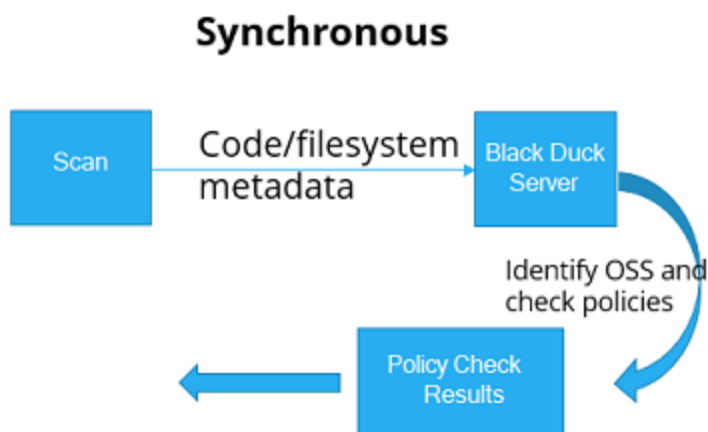 Synchronous
Scan
Code/filesystem
metadata
Black Duck
Server
Identify OSS and
check policies
Policy Check
Results